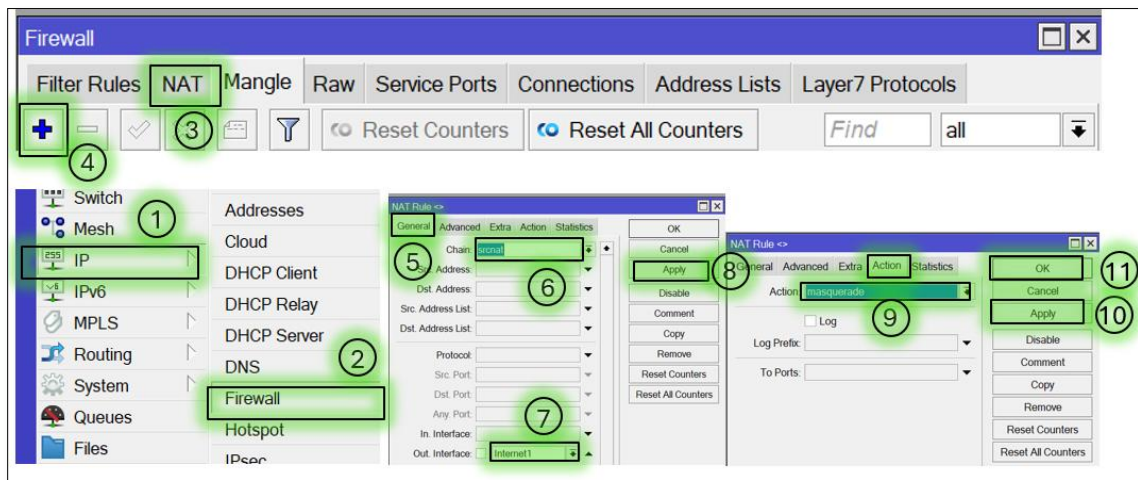 Firewall
Filter Rules NAT Mangle Raw Service Ports Connections Address Lists Layer7 Protocols
③ Reset Counters Reset All Counters Find all
④
Switch
①
Mesh
255 IP
v6 IPv6
MPLS
Routing
System
Queues
Files
Addresses
Cloud
DHCP Client
DHCP Relay
DHCP Server
②
DNS
Firewall
Hotspot
IPsec
NAT Rule <>
General Advanced Extra Action Statistics
⑤
Chain: srcnat
⑥
Src. Address:
Dst. Address:
Src. Address List:
Dst. Address List:
Protocol:
Src. Port:
Dst. Port:
Any. Port:
⑦
In. Interface:
Out. Interface: Internet1
OK
Cancel
Apply ⑧
Disable
Comment
Copy
Remove
Reset Counters
Reset All Counters
NAT Rule <>
General Advanced Extra Action Statistics
Action: masquerade
⑨
Log
Log Prefix:
To Ports:
OK ⑪
Cancel
Apply ⑩
Disable
Comment
Copy
Remove
Reset Counters
Reset All Counters